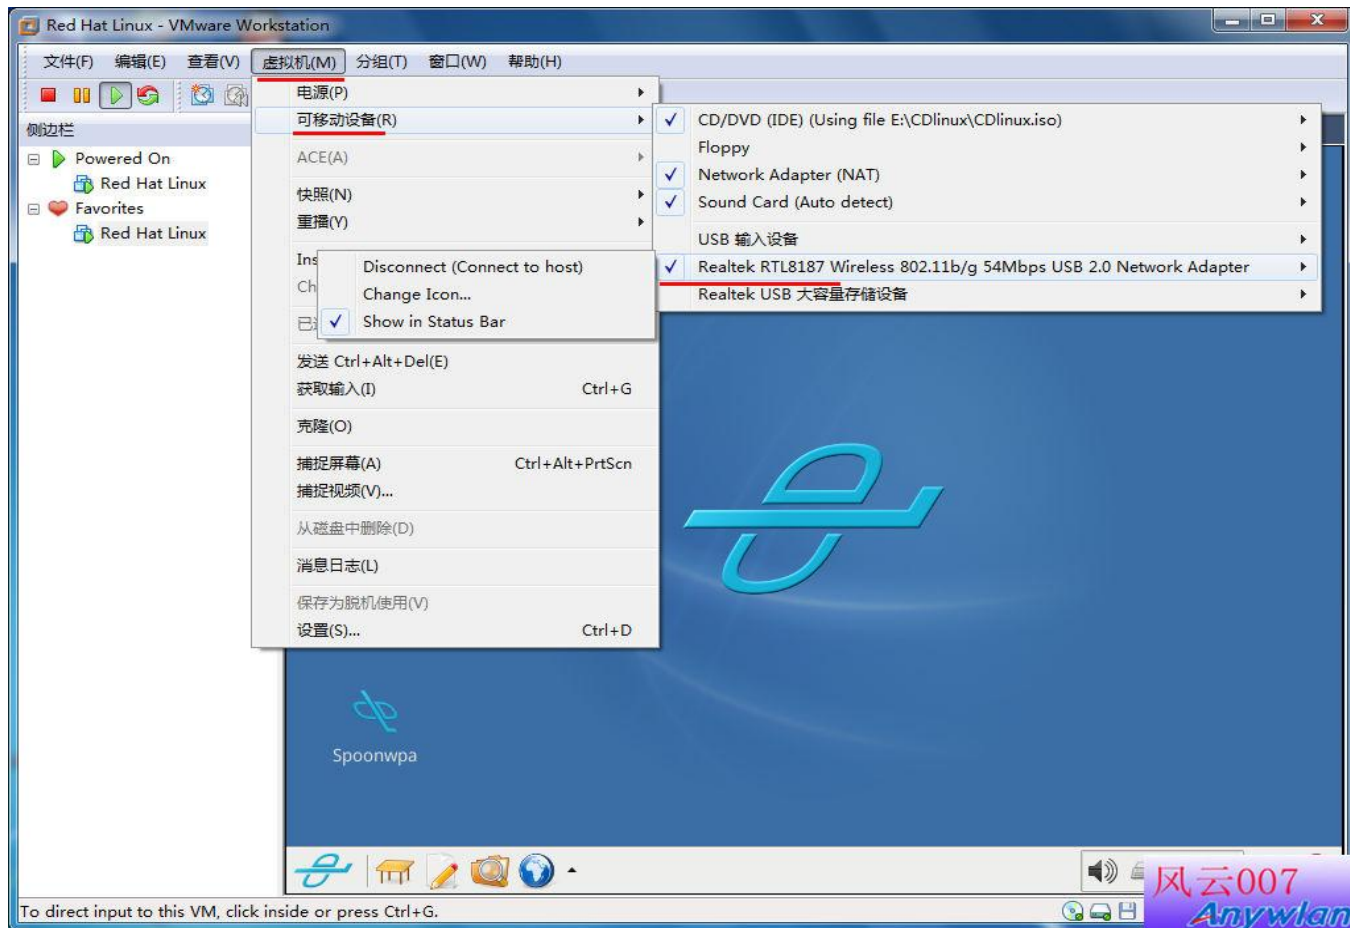 Red Hat Linux - VMware Workstation
文件(F) 编辑(E) 查看(V) 虚拟机(M) 分组(T) 窗口(W) 帮助(H)
侧边栏
Powered On
Red Hat Linux
Favorites
Red Hat Linux
电源(P)
可移动设备(R)
ACE(A)
快照(N)
重播(Y)
Ins
Ch
发送 Ctrl+Alt+Del(E)
获取输入(I) Ctrl+G
克隆(O)
捕捉屏幕(A) Ctrl+Alt+PrtScn
捕捉视频(V)...
从磁盘中删除(D)
消息日志(L)
保存为脱机使用(V)
设置(S)... Ctrl+D
CD/DVD (IDE) (Using file E:\CDlinux\CDlinux.iso)
Floppy
Network Adapter (NAT)
Sound Card (Auto detect)
USB 输入设备
Realtek RTL8187 Wireless 802.11b/g 54Mbps USB 2.0 Network Adapter
Realtek USB 大容量存储设备
Disconnect (Connect to host)
Change Icon...
Show in Status Bar
Spoonwpa
To direct input to this VM, click inside or press Ctrl+G.
风云007
Anywlan